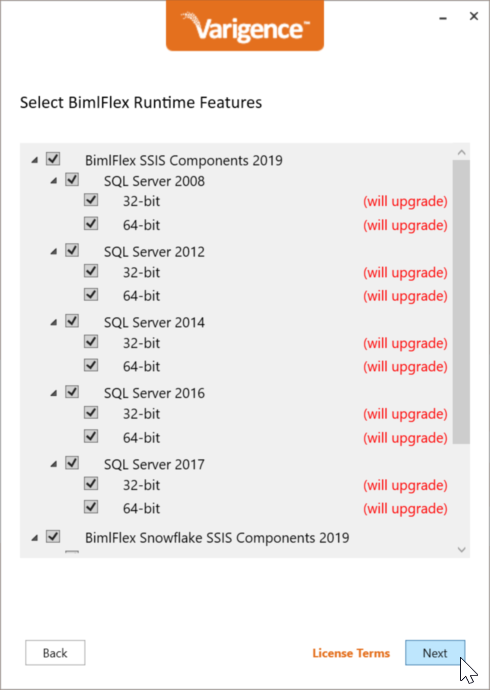 Varigence™
Select BimlFlex Runtime Features
BimlFlex SSIS Components 2019
SQL Server 2008
32-bit (will upgrade)
64-bit (will upgrade)
SQL Server 2012
32-bit (will upgrade)
64-bit (will upgrade)
SQL Server 2014
32-bit (will upgrade)
64-bit (will upgrade)
SQL Server 2016
32-bit (will upgrade)
64-bit (will upgrade)
SQL Server 2017
32-bit (will upgrade)
64-bit (will upgrade)
BimlFlex Snowflake SSIS Components 2019
Back License Terms Next